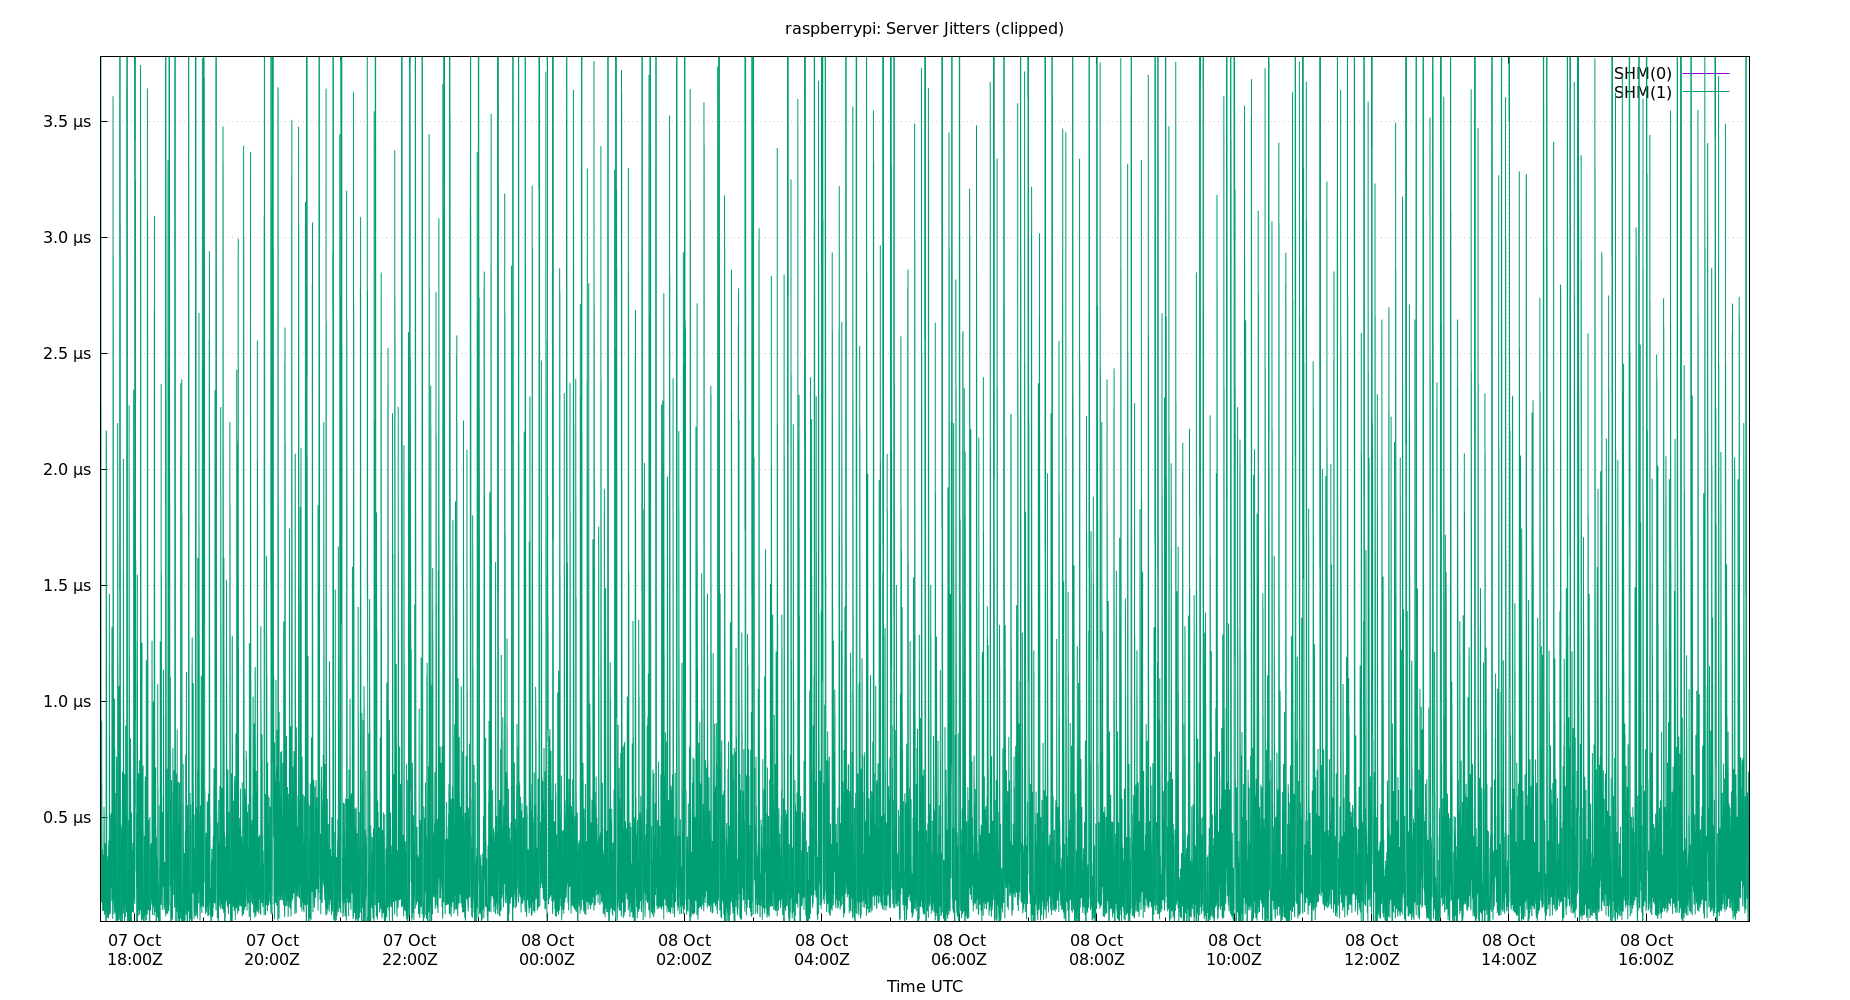 raspberrypi: Server Jitters (clipped)
SHM(0)
SHM(1)
3.5 µs
3.0 µs
2.5 µs
2.0 µs
1.5 µs
1.0 µs
0.5 µs
07 Oct 07 Oct 07 Oct 08 Oct 08 Oct 08 Oct 08 Oct 08 Oct 08 Oct 08 Oct 08 Oct 08 Oct
18:00Z 20:00Z 22:00Z 00:00Z 02:00Z 04:00Z 06:00Z 08:00Z 10:00Z 12:00Z 14:00Z 16:00Z
Time UTC